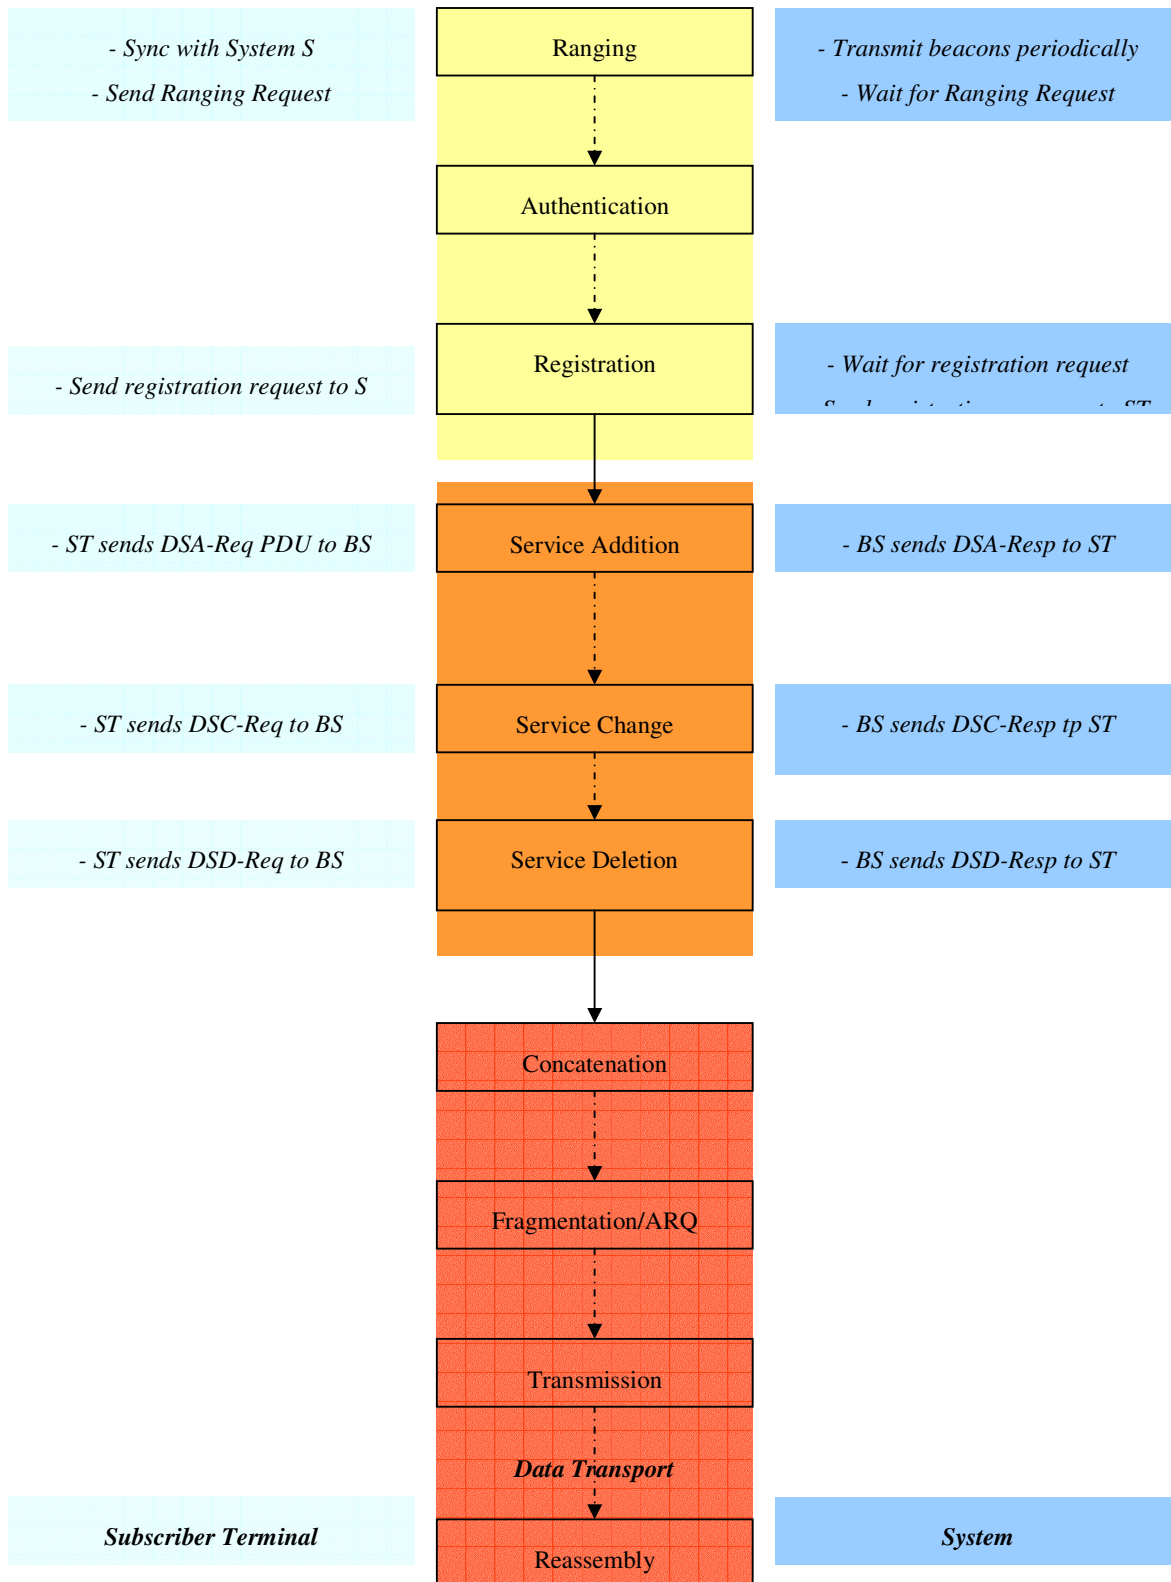 - Sync with System S
- Send Ranging Request
Ranging
- Transmit beacons periodically
- Wait for Ranging Request
Authentication
- Send registration request to S
Registration
- Wait for registration request
to ST
- ST sends DSA-Req PDU to BS
Service Addition
- BS sends DSA-Resp to ST
- ST sends DSC-Req to BS
Service Change
- BS sends DSC-Resp tp ST
- ST sends DSD-Req to BS
Service Deletion
- BS sends DSD-Resp to ST
Concatenation
Fragmentation/ARQ
Transmission
Data Transport
Subscriber Terminal
System
Reassembly